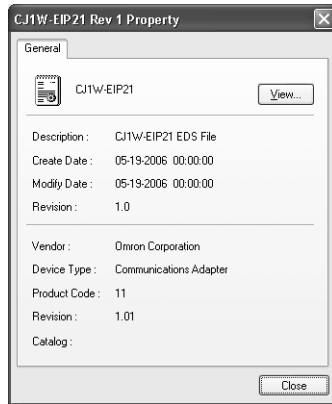 CJ1W-EIP21 Rev 1 Property
General
CJ1W-EIP21
View...
Description : CJ1W-EIP21 EDS File
Create Date : 05-19-2006 00:00:00
Modify Date : 05-19-2006 00:00:00
Revision : 1.0
Vendor : Omron Corporation
Device Type : Communications Adapter
Product Code : 11
Revision : 1.01
Catalog :
Close